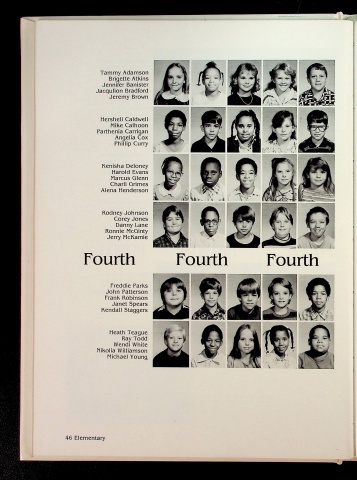 Tammy Adamson
Brigette Atkins
Jennifer Banister
Jacqulion Bradford
Jeremy Brown
Hershell Caldwell
Mike Calhoon
Parthenia Carrigan
Angelia Cox
Phillip Curry
Kenisha Deloney
Harold Evans
Marcus Glenn
Charli Grimes
Alena Henderson
Rodney Johnson
Corey Jones
Danny Lane
Ronnie McGinty
Jerry McKamie
Fourth Fourth Fourth
Freddie Parks
John Patterson
Frank Robinson
Janet Spears
Kendall Staggers
Heath Teague
Ray Todd
Wendi White
Nikolia Williamson
Michael Young
46 Elementary